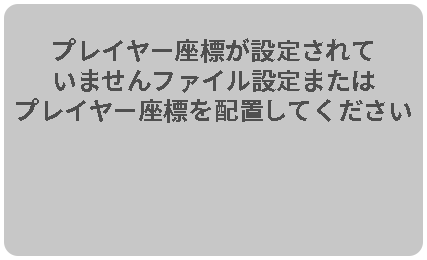 プレイヤー座標が設定されて
いませんファイル設定または
プレイヤー座標を配置してください